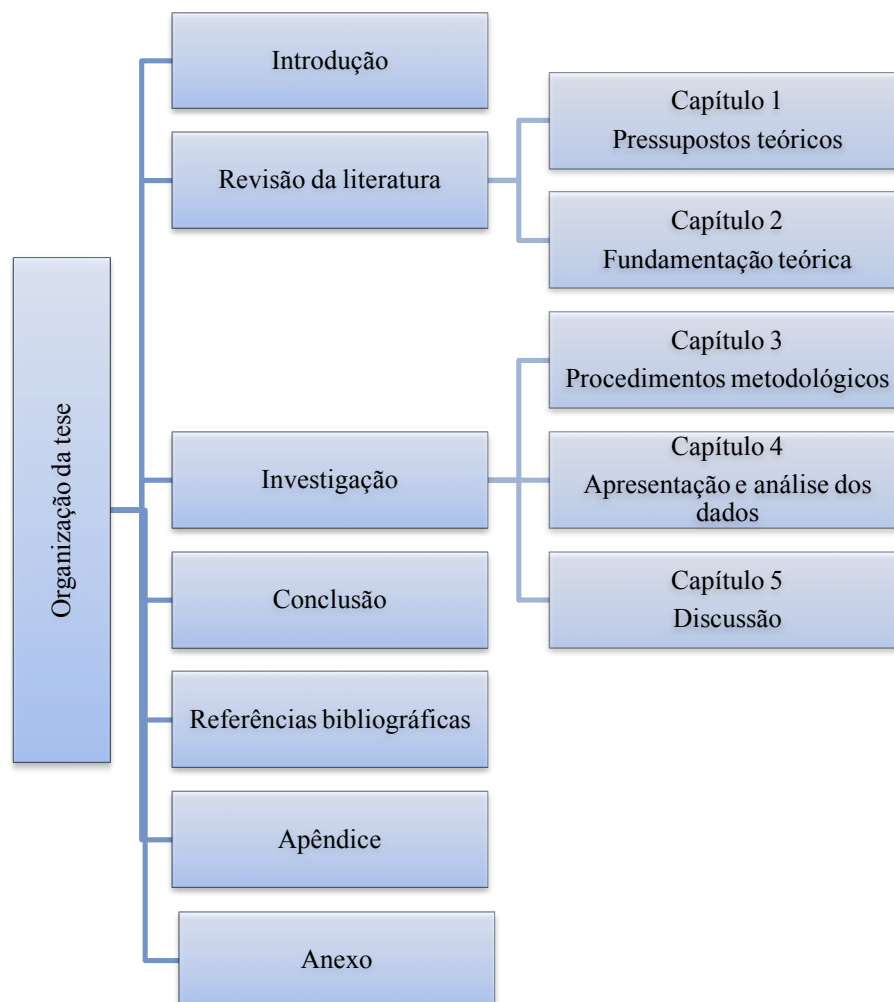 Organização da tese
Introdução
Revisão da literatura
Capítulo 1
Pressupostos teóricos
Capítulo 2
Fundamentação teórica
Investigação
Capítulo 3
Procedimentos metodológicos
Capítulo 4
Apresentação e análise dos
dados
Capítulo 5
Discussão
Conclusão
Referências bibliográficas
Apêndice
Anexo